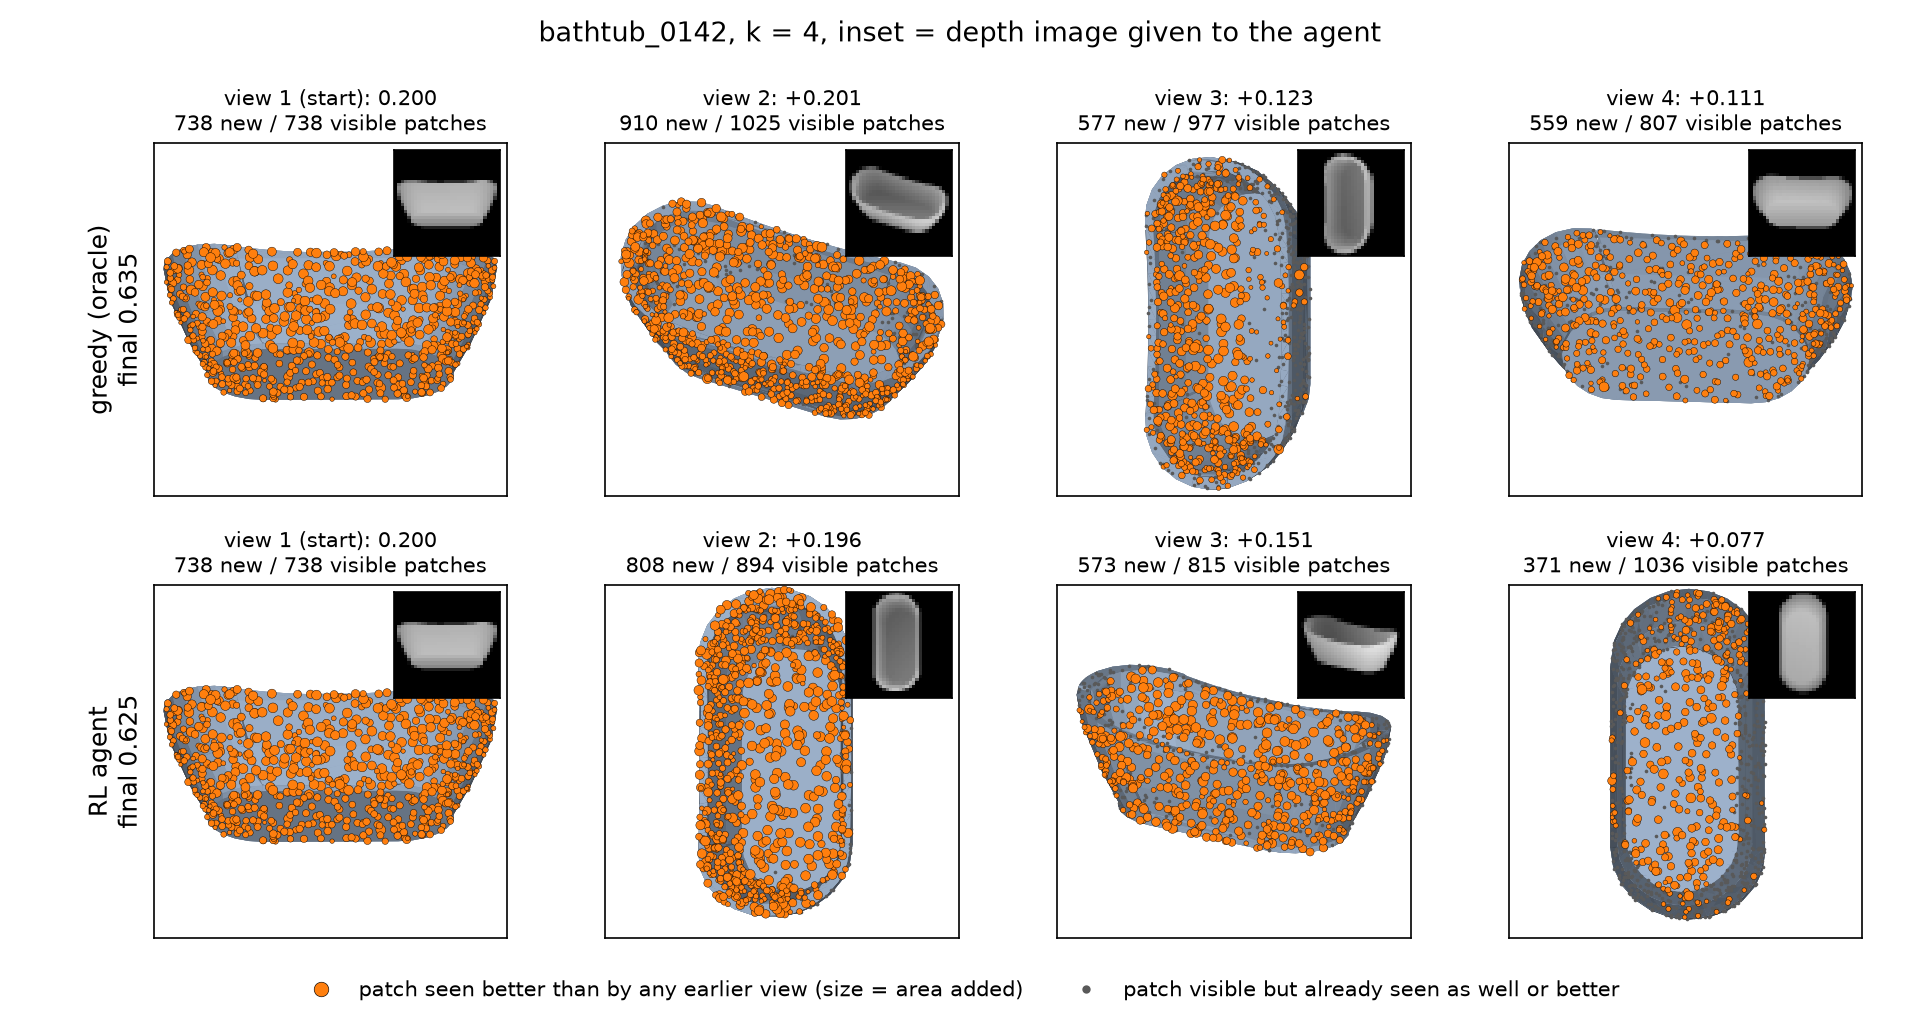 bathtub_0142, k = 4, inset = depth image given to the agent
view 1 (start): 0.200
738 new / 738 visible patches
view 2: +0.201
910 new / 1025 visible patches
view 3: +0.123
577 new / 977 visible patches
view 4: +0.111
559 new / 807 visible patches
greedy (oracle)
final 0.635
view 1 (start): 0.200
738 new / 738 visible patches
view 2: +0.196
808 new / 894 visible patches
view 3: +0.151
573 new / 815 visible patches
view 4: +0.077
371 new / 1036 visible patches
RL agent
final 0.625
patch seen better than by any earlier view (size = area added)
patch visible but already seen as well or better